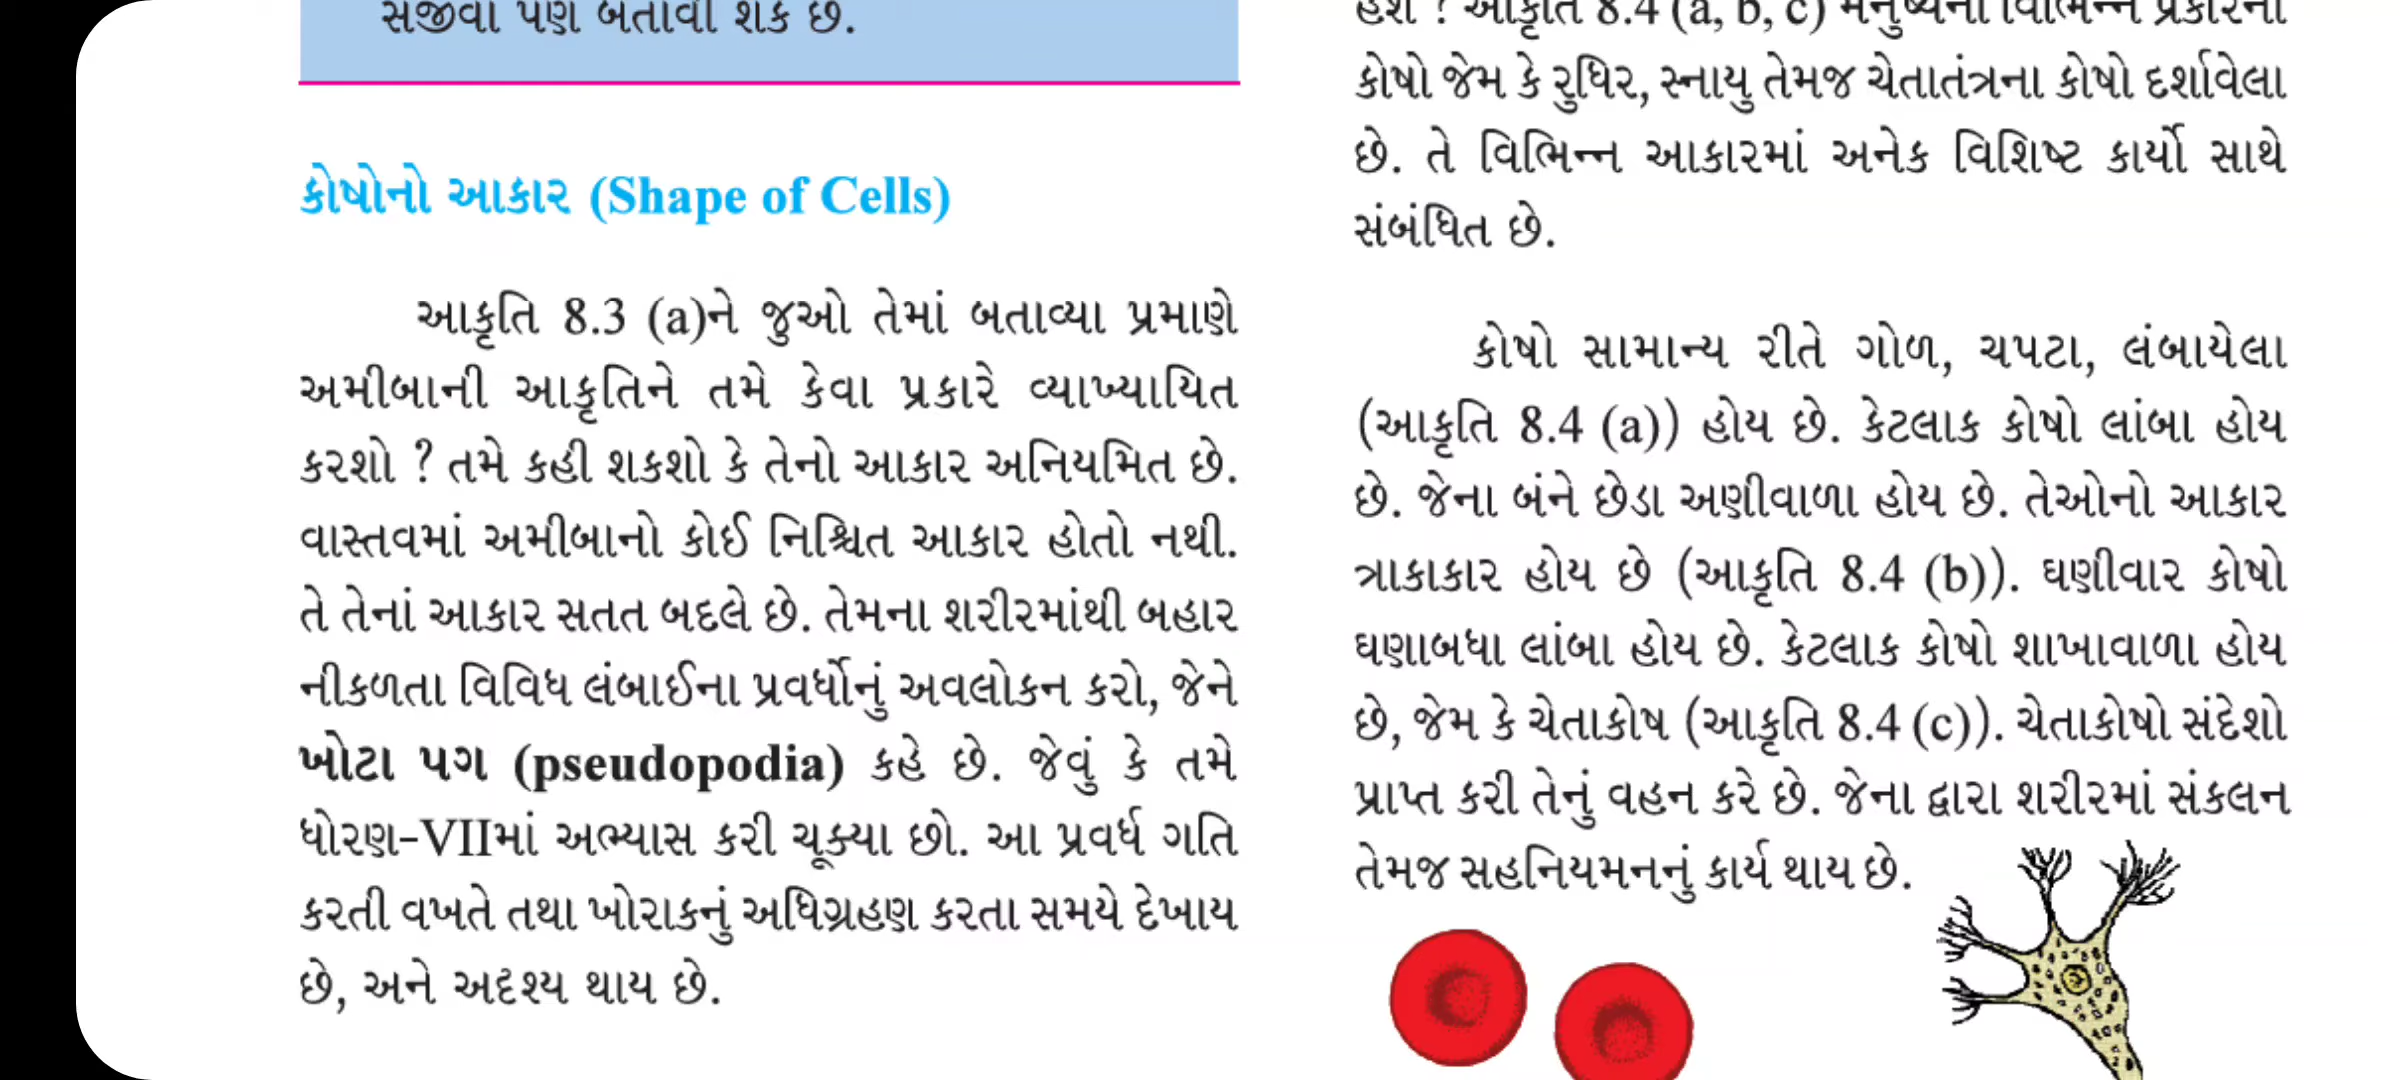 સજીવો પણ બતાવી શકે છે.
કોષોનો આકાર (Shape of Cells)
આકૃતિ 8.3 (a)ને જુઓ તેમાં બતાવ્યા પ્રમાણે
અમીબાની આકૃતિને તમે કેવા પ્રકારે વ્યાખ્યાયિત
કરશો ? તમે કહી શકશો કે તેનો આકાર અનિયમિત છે.
વાસ્તવમાં અમીબાનો કોઈ નિશ્ચિત આકાર હોતો નથી.
તે તેનાં આકાર સતત બદલે છે. તેમના શરીરમાંથી બહાર
નીકળતા વિવિધ લંબાઈના પ્રવર્ધોનું અવલોકન કરો, જેને
ખોટા પગ (pseudopodia) કહે છે. જેવું કે તમે
ધોરણ-VIIમાં અભ્યાસ કરી ચૂક્યા છો. આ પ્રવર્ધ ગતિ
કરતી વખતે તથા ખોરાકનું અધિગ્રહણ કરતા સમયે દેખાય
છે, અને અદૃશ્ય થાય છે.
હશે ? આકૃતિ 8.4 (a, b, c) મનુષ્યના વિભિન્ન પ્રકારના
કોષો જેમ કે રુધિર, સ્નાયુ તેમજ ચેતાતંત્રના કોષો દર્શાવેલા
છે. તે વિભિન્ન આકારમાં અનેક વિશિષ્ટ કાર્યો સાથે
સંબંધિત છે.
કોષો સામાન્ય રીતે ગોળ, ચપટા, લંબાયેલા
(આકૃતિ 8.4 (a)) હોય છે. કેટલાક કોષો લાંબા હોય
છે. જેના બંને છેડા અણીવાળા હોય છે. તેઓનો આકાર
ત્રાકાકાર હોય છે (આકૃતિ 8.4 (b)). ઘણીવાર કોષો
ઘણાબધા લાંબા હોય છે. કેટલાક કોષો શાખાવાળા હોય
છે, જેમ કે ચેતાકોષ (આકૃતિ 8.4 (c)). ચેતાકોષો સંદેશો
પ્રાપ્ત કરી તેનું વહન કરે છે. જેના દ્વારા શરીરમાં સંકલન
તેમજ સહનિયમનનું કાર્ય થાય છે.